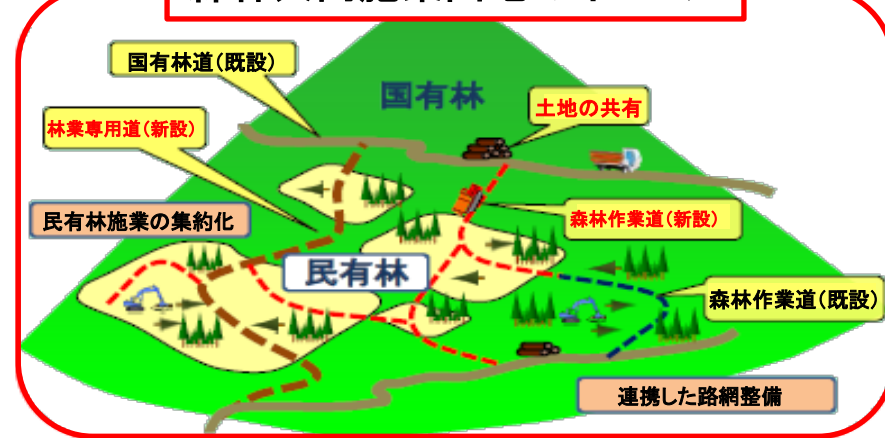 国有林道(既設)
国有林
土地の共有
林業専用道(新設)
民有林施業の集約化
森林作業道(新設)
民有林
森林作業道(既設)
連携した路網整備